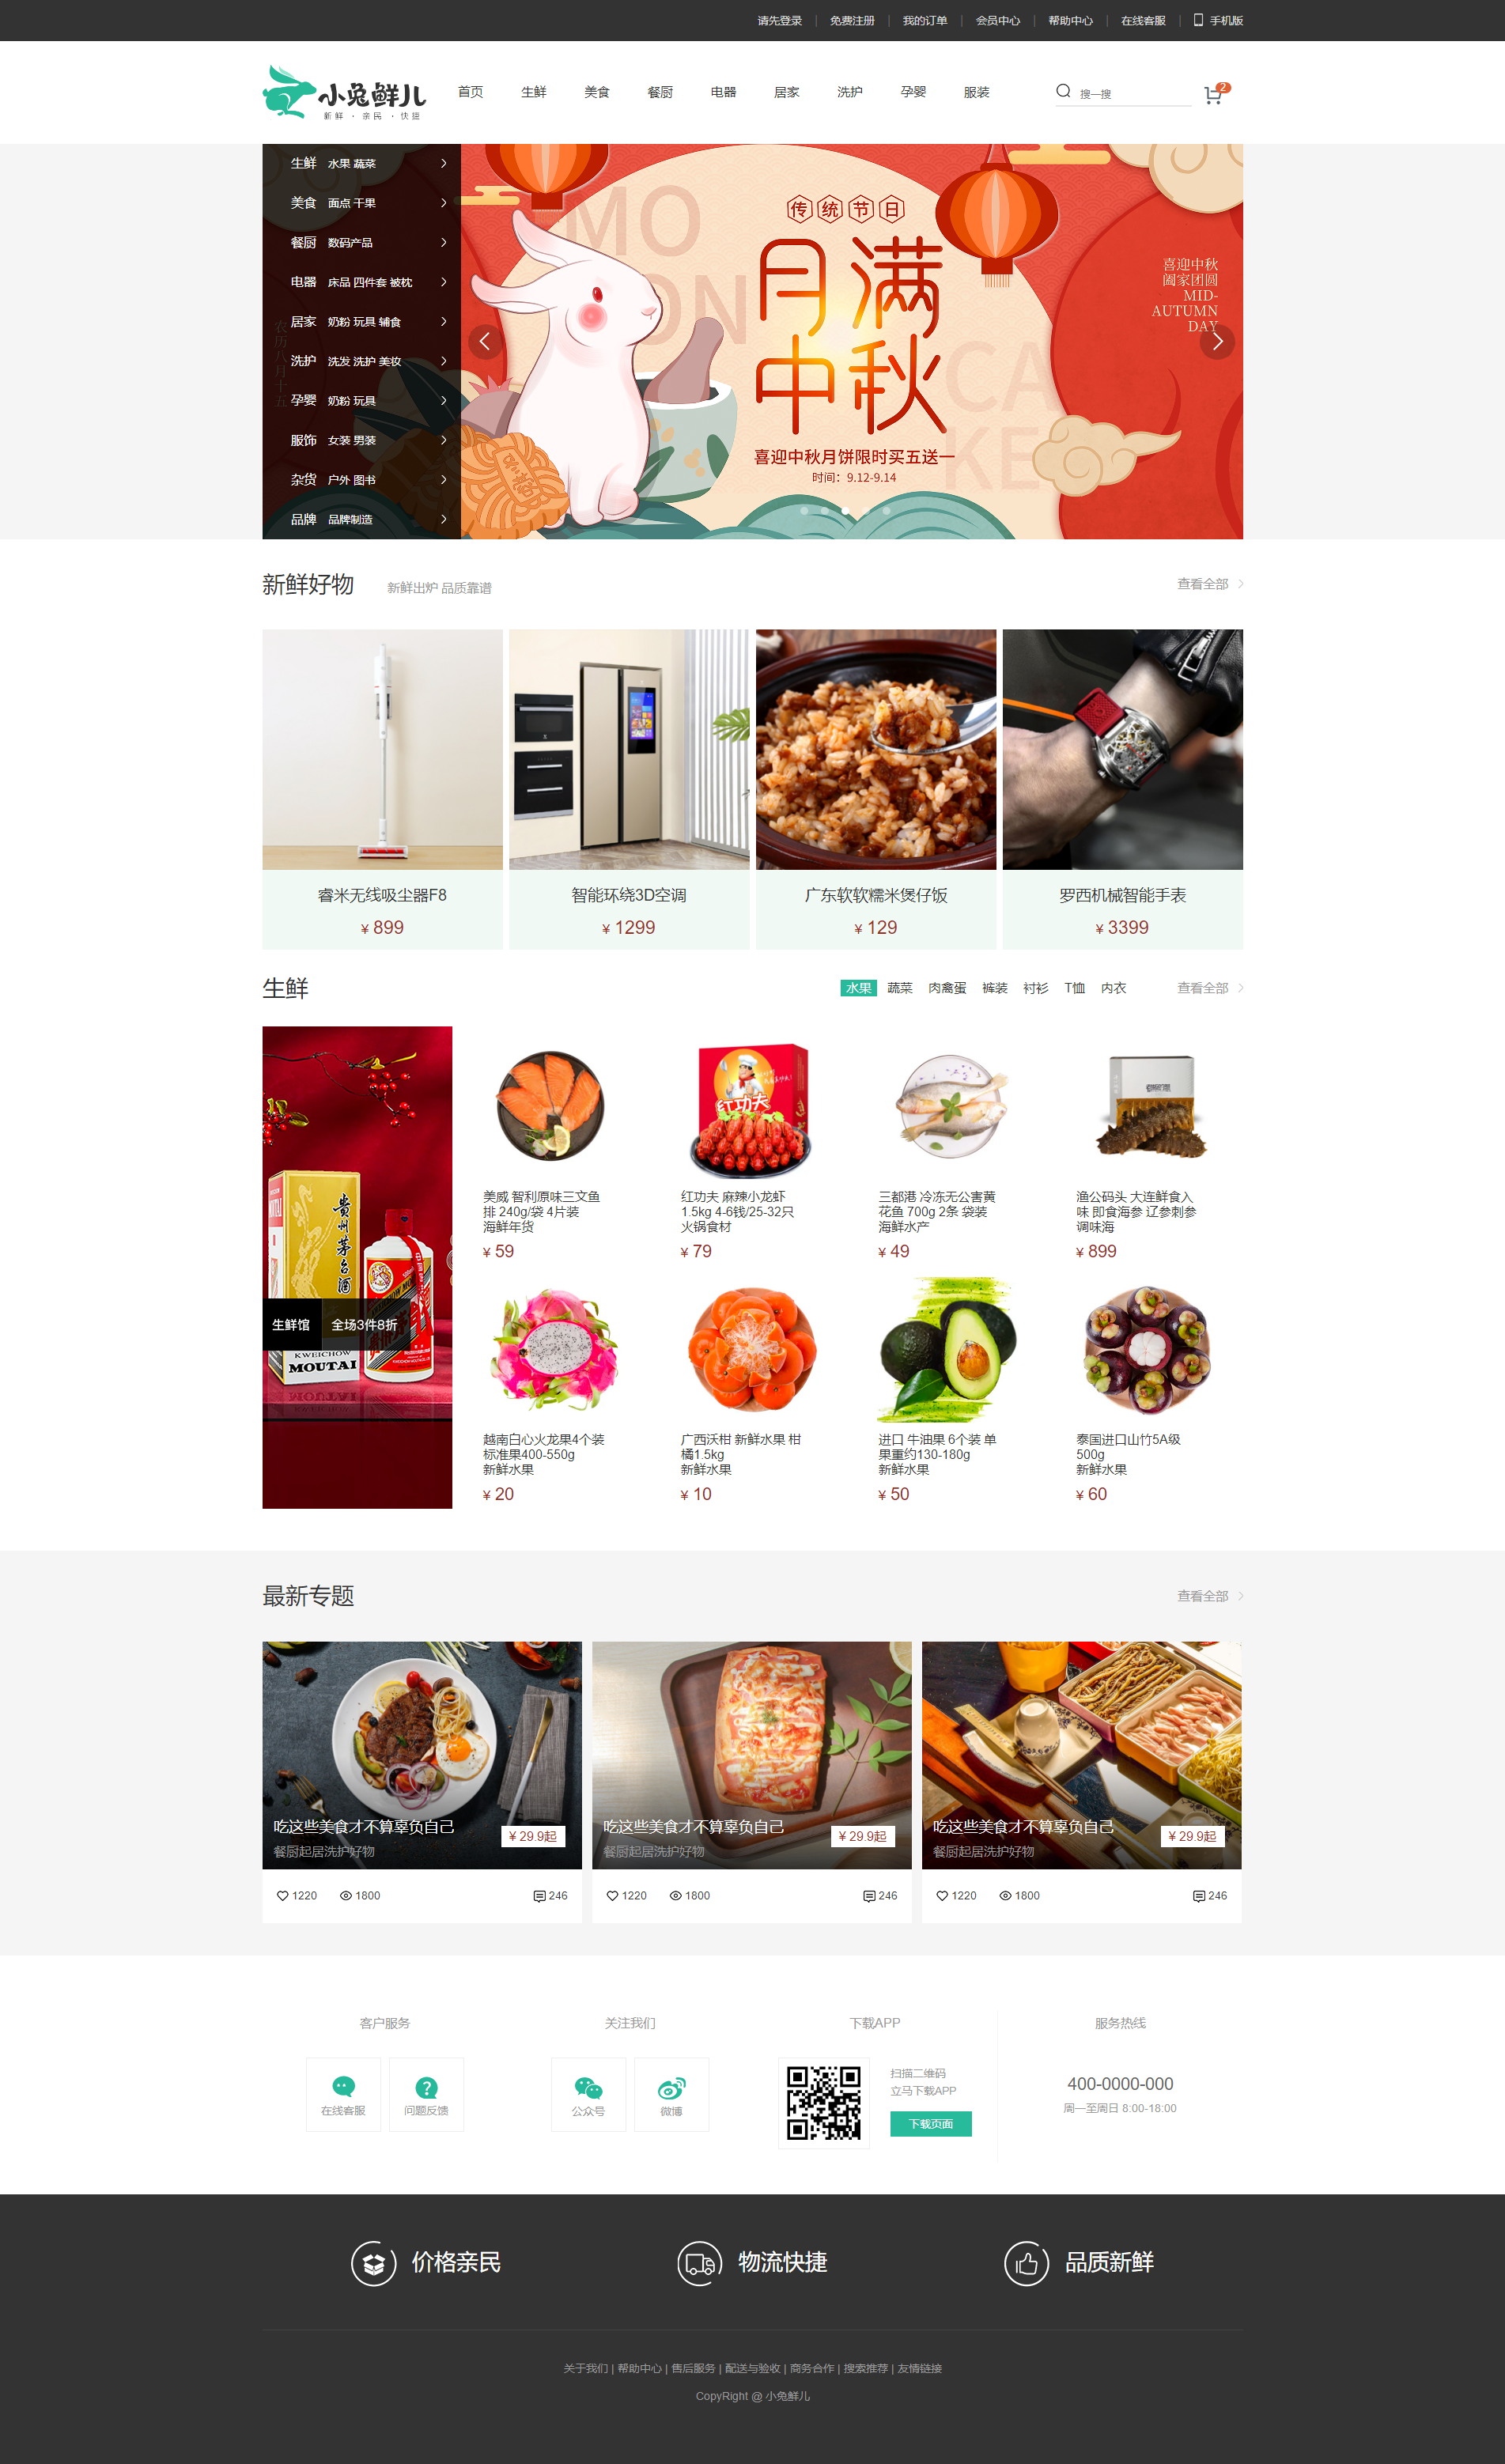 请先登录 | 免费注册 | 我的订单 | 会员中心 | 帮助中心 | 在线客服 | 手机版
小兔鲜儿
新鲜 · 亲民 · 快捷
首页 生鲜 美食 餐厨 电器 居家 洗护 孕婴 服装
搜一搜
2
生鲜 水果 蔬菜
美食 面点 干果
餐厨 数码产品
电器 床品 四件套 被枕
居家 奶粉 玩具 辅食
洗护 洗发 洗护 美妆
孕婴 奶粉 玩具
服饰 女装 男装
杂货 户外 图书
品牌 品牌制造
农历八月十五
MO
ON
CA
KE
传统节日
月满
中秋
喜迎中秋月饼限时买五送一
时间：9.12-9.14
喜迎中秋
阖家团圆
MID-
AUTUMN
DAY
新鲜好物 新鲜出炉 品质靠谱 查看全部
睿米无线吸尘器F8
¥ 899
智能环绕3D空调
¥ 1299
广东软软糯米煲仔饭
¥ 129
罗西机械智能手表
¥ 3399
生鲜 水果 蔬菜 肉禽蛋 裤装 衬衫 T恤 内衣 查看全部
贵州茅台酒
生鲜馆 全场3件8折
KWEICHOW
MOUTAI
红功夫
美威 智利原味三文鱼
排 240g/袋 4片装
海鲜年货
¥ 59
红功夫 麻辣小龙虾
1.5kg 4-6钱/25-32只
火锅食材
¥ 79
三都港 冷冻无公害黄
花鱼 700g 2条 袋装
海鲜水产
¥ 49
渔公码头 大连鲜食入
味 即食海参 辽参刺参
调味海
¥ 899
越南白心火龙果4个装
标准果400-550g
新鲜水果
¥ 20
广西沃柑 新鲜水果 柑
橘1.5kg
新鲜水果
¥ 10
进口 牛油果 6个装 单
果重约130-180g
新鲜水果
¥ 50
泰国进口山竹5A级
500g
新鲜水果
¥ 60
最新专题 查看全部
吃这些美食才不算辜负自己
餐厨起居洗护好物
¥ 29.9起
1220 1800 246
吃这些美食才不算辜负自己
餐厨起居洗护好物
¥ 29.9起
1220 1800 246
吃这些美食才不算辜负自己
餐厨起居洗护好物
¥ 29.9起
1220 1800 246
客户服务
在线客服 问题反馈
关注我们
公众号 微博
下载APP
扫描二维码
立马下载APP
下载页面
服务热线
400-0000-000
周一至周日 8:00-18:00
价格亲民 物流快捷 品质新鲜
关于我们 | 帮助中心 | 售后服务 | 配送与验收 | 商务合作 | 搜索推荐 | 友情链接
CopyRight @ 小兔鲜儿